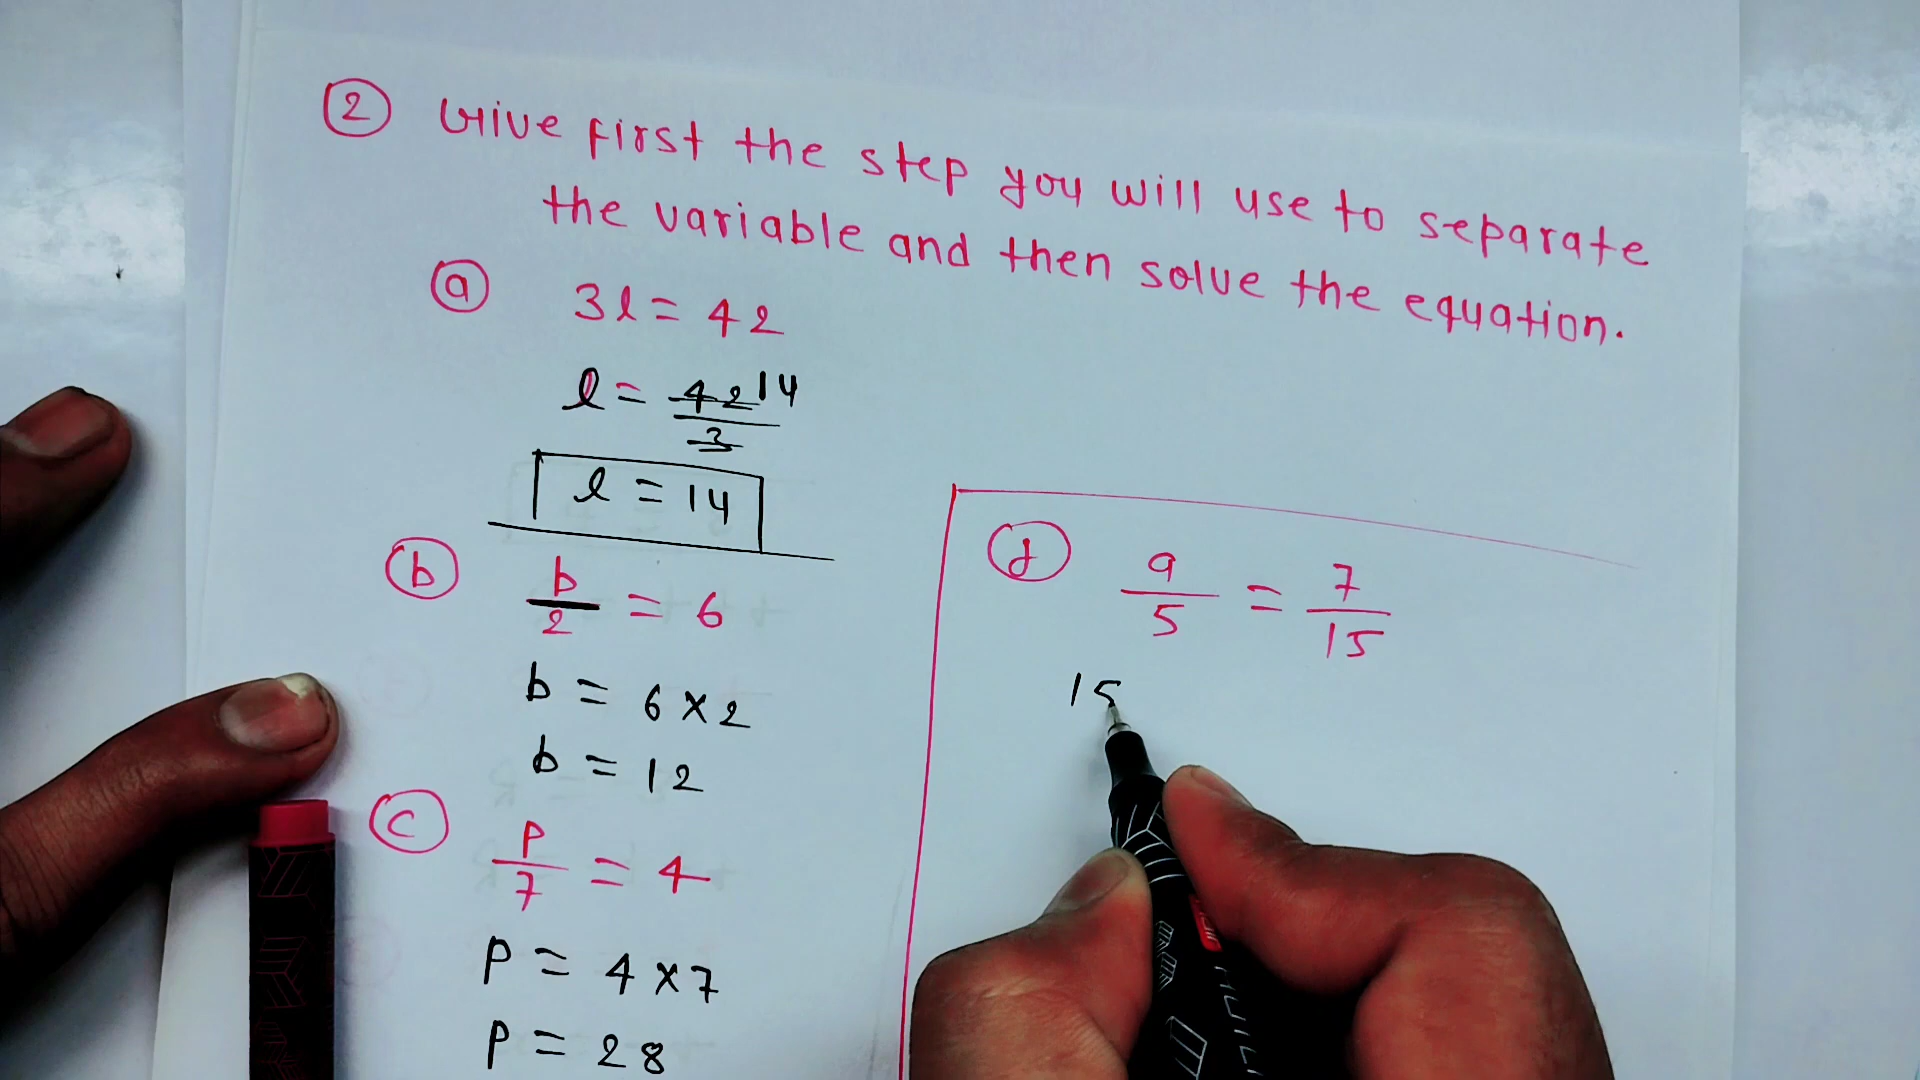 2 Give first the step you will use to separate
the variable and then solve the equation.
a 3l = 42
l = 42/3 14
l = 14
b b/2 = 6
b = 6 × 2
b = 12
c p/7 = 4
P = 4 × 7
P = 28
f a/5 = 7/15
15